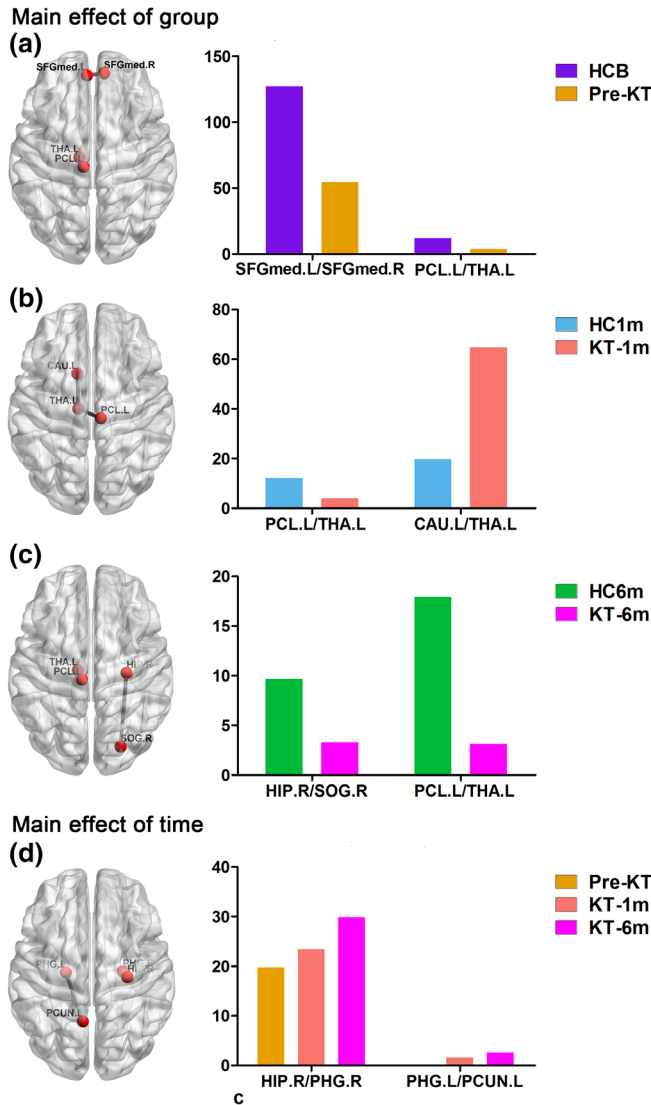 Main effect of group
(a)
SFGmed.L SFGmed.R
THA.L
PCL.L
150
100
50
0
SFGmed.L/SFGmed.R PCL.L/THA.L
HCB
Pre-KT
(b)
CAU.L
THA.L PCL.L
80
60
40
20
0
PCL.L/THA.L CAU.L/THA.L
HC1m
KT-1m
(c)
THA.L
PCL.L
SOG.R
20
15
10
5
0
HIP.R/SOG.R PCL.L/THA.L
HC6m
KT-6m
Main effect of time
(d)
PHG.L PHG.R
HIP.R
PCUN.L
40
30
20
10
0
HIP.R/PHG.R PHG.L/PCUN.L
Pre-KT
KT-1m
KT-6m
c